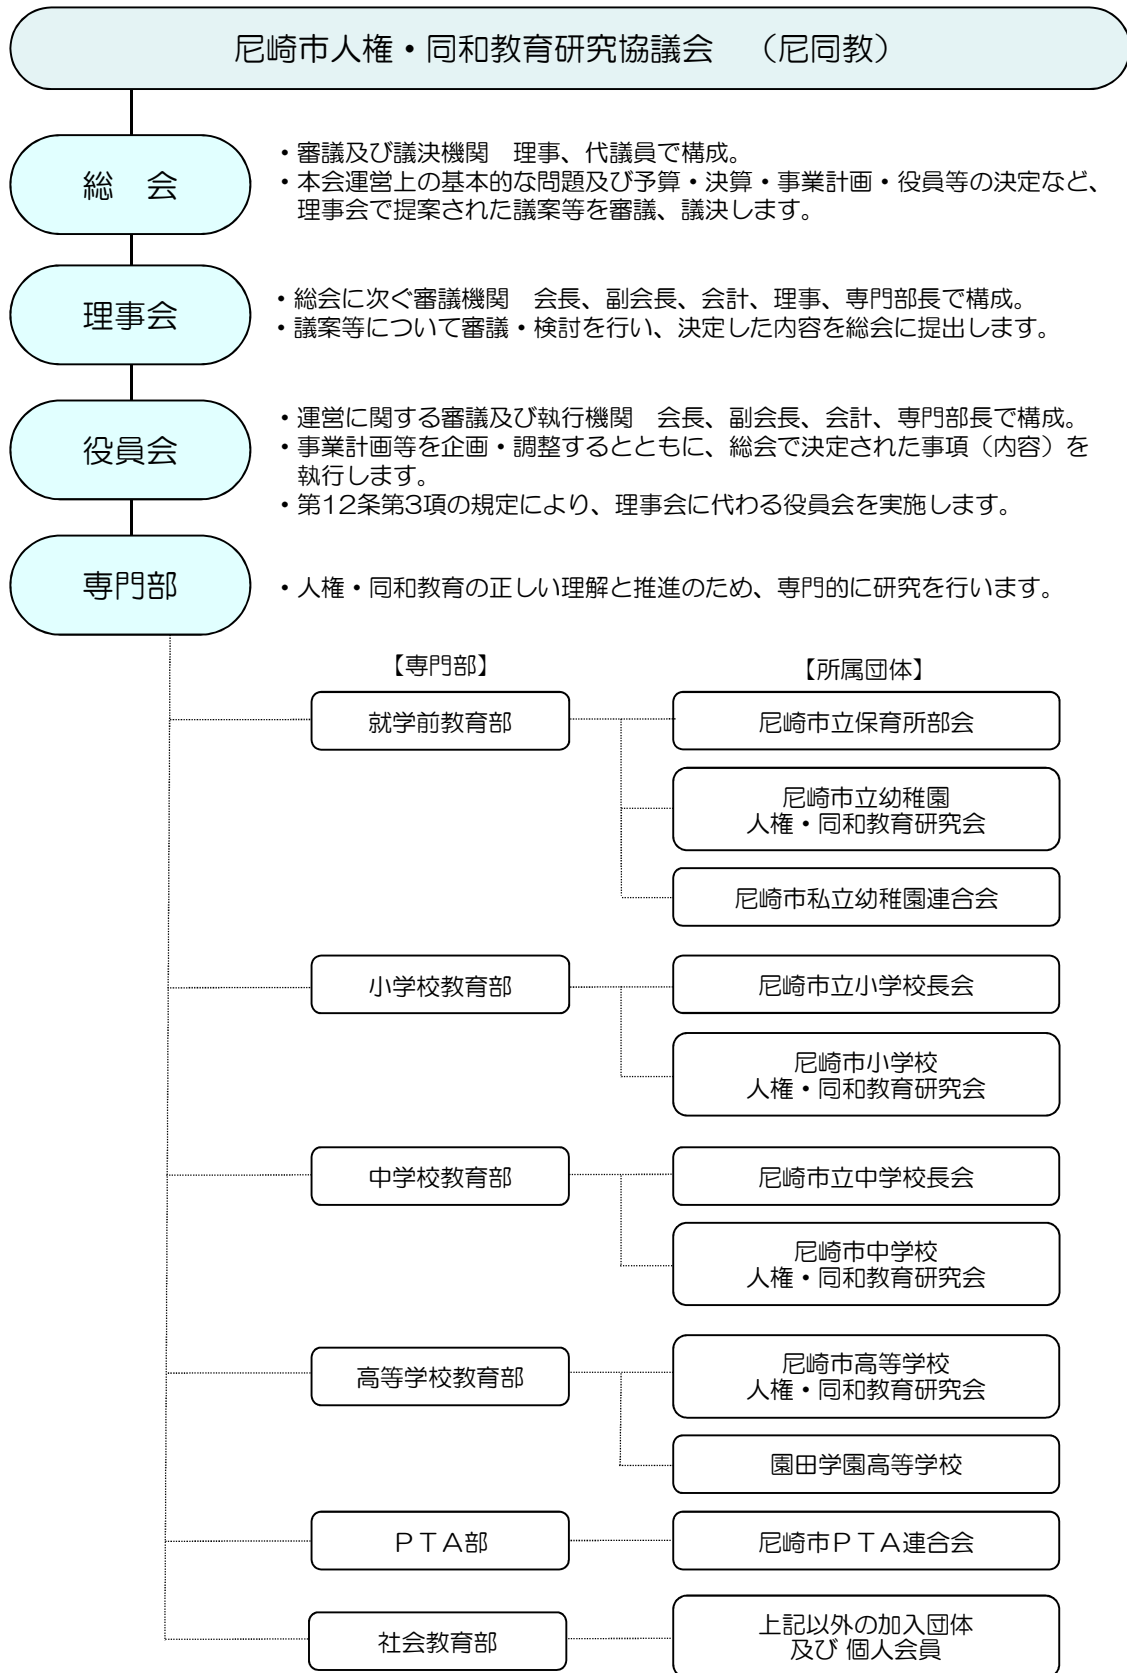 尼崎市人権・同和教育研究協議会　（尼同教）
総　会
・審議及び議決機関　理事、代議員で構成。
・本会運営上の基本的な問題及び予算・決算・事業計画・役員等の決定など、
理事会で提案された議案等を審議、議決します。
理事会
・総会に次ぐ審議機関　会長、副会長、会計、理事、専門部長で構成。
・議案等について審議・検討を行い、決定した内容を総会に提出します。
役員会
・運営に関する審議及び執行機関　会長、副会長、会計、専門部長で構成。
・事業計画等を企画・調整するとともに、総会で決定された事項（内容）を
執行します。
・第12条第3項の規定により、理事会に代わる役員会を実施します。
専門部
・人権・同和教育の正しい理解と推進のため、専門的に研究を行います。
【専門部】
【所属団体】
就学前教育部
尼崎市立保育所部会
尼崎市立幼稚園
人権・同和教育研究会
尼崎市私立幼稚園連合会
小学校教育部
尼崎市立小学校長会
尼崎市小学校
人権・同和教育研究会
中学校教育部
尼崎市立中学校長会
尼崎市中学校
人権・同和教育研究会
高等学校教育部
尼崎市高等学校
人権・同和教育研究会
園田学園高等学校
ＰＴＡ部
尼崎市ＰＴＡ連合会
社会教育部
上記以外の加入団体
及び 個人会員